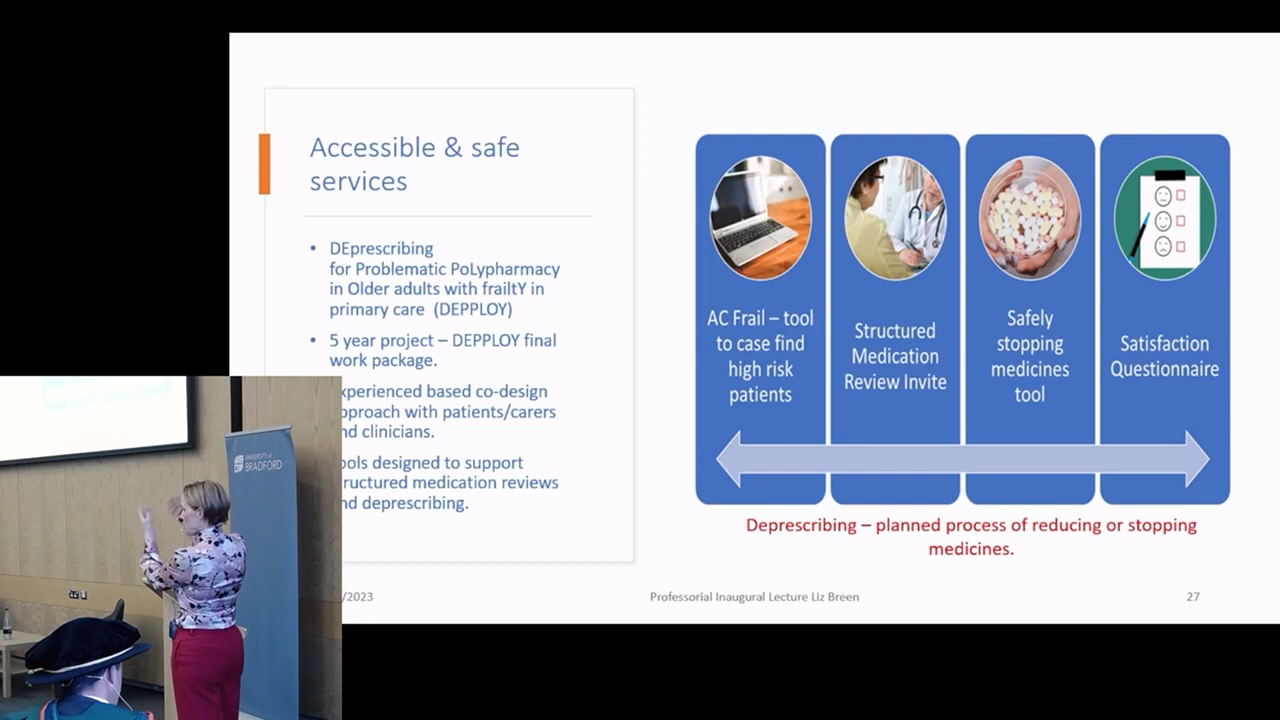 Accessible & safe
services
• DEprescribing
for Problematic PoLypharmacy
in Older adults with frailtY in
primary care (DEPPLOY)
• 5 year project – DEPPLOY final
work package.
xperienced based co-design
pproach with patients/carers
nd clinicians.
ools designed to support
ructured medication reviews
nd deprescribing.
AC Frail – tool
to case find
high risk
patients
Structured
Medication
Review Invite
Safely
stopping
medicines
tool
Satisfaction
Questionnaire
Deprescribing – planned process of reducing or stopping
medicines.
/2023
Professorial Inaugural Lecture Liz Breen
27
UNIVERSITY OF
BRADFORD